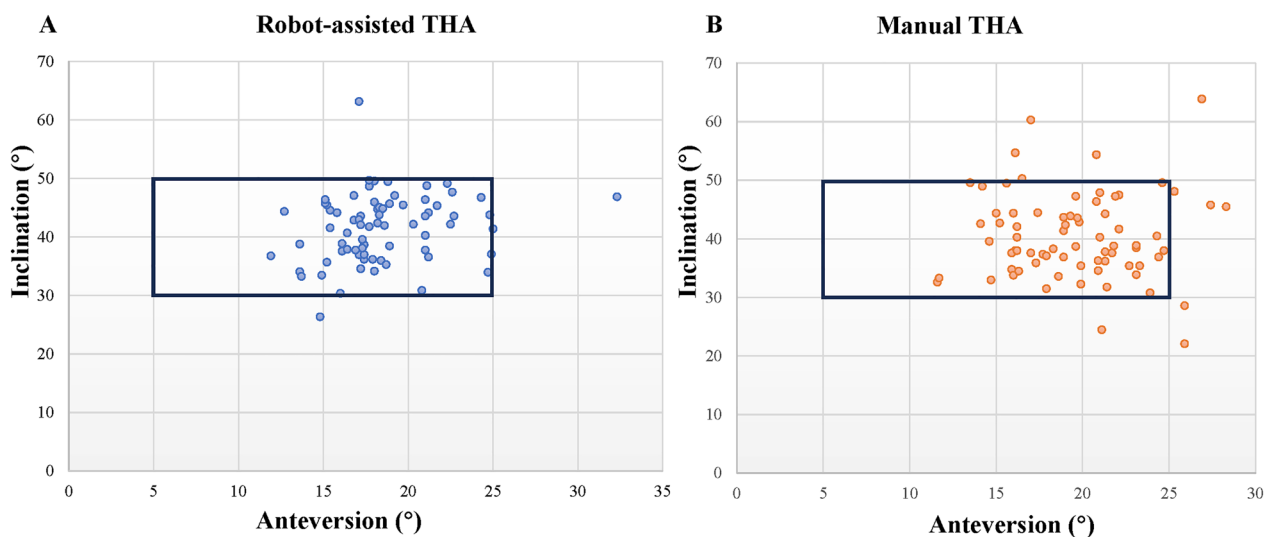 A Robot-assisted THA
70
60
50
40
30
20
10
0
Inclination (°)
0 5 10 15 20 25 30 35
Anteversion (°)
B Manual THA
70
60
50
40
30
20
10
0
Inclination (°)
0 5 10 15 20 25 30
Anteversion (°)